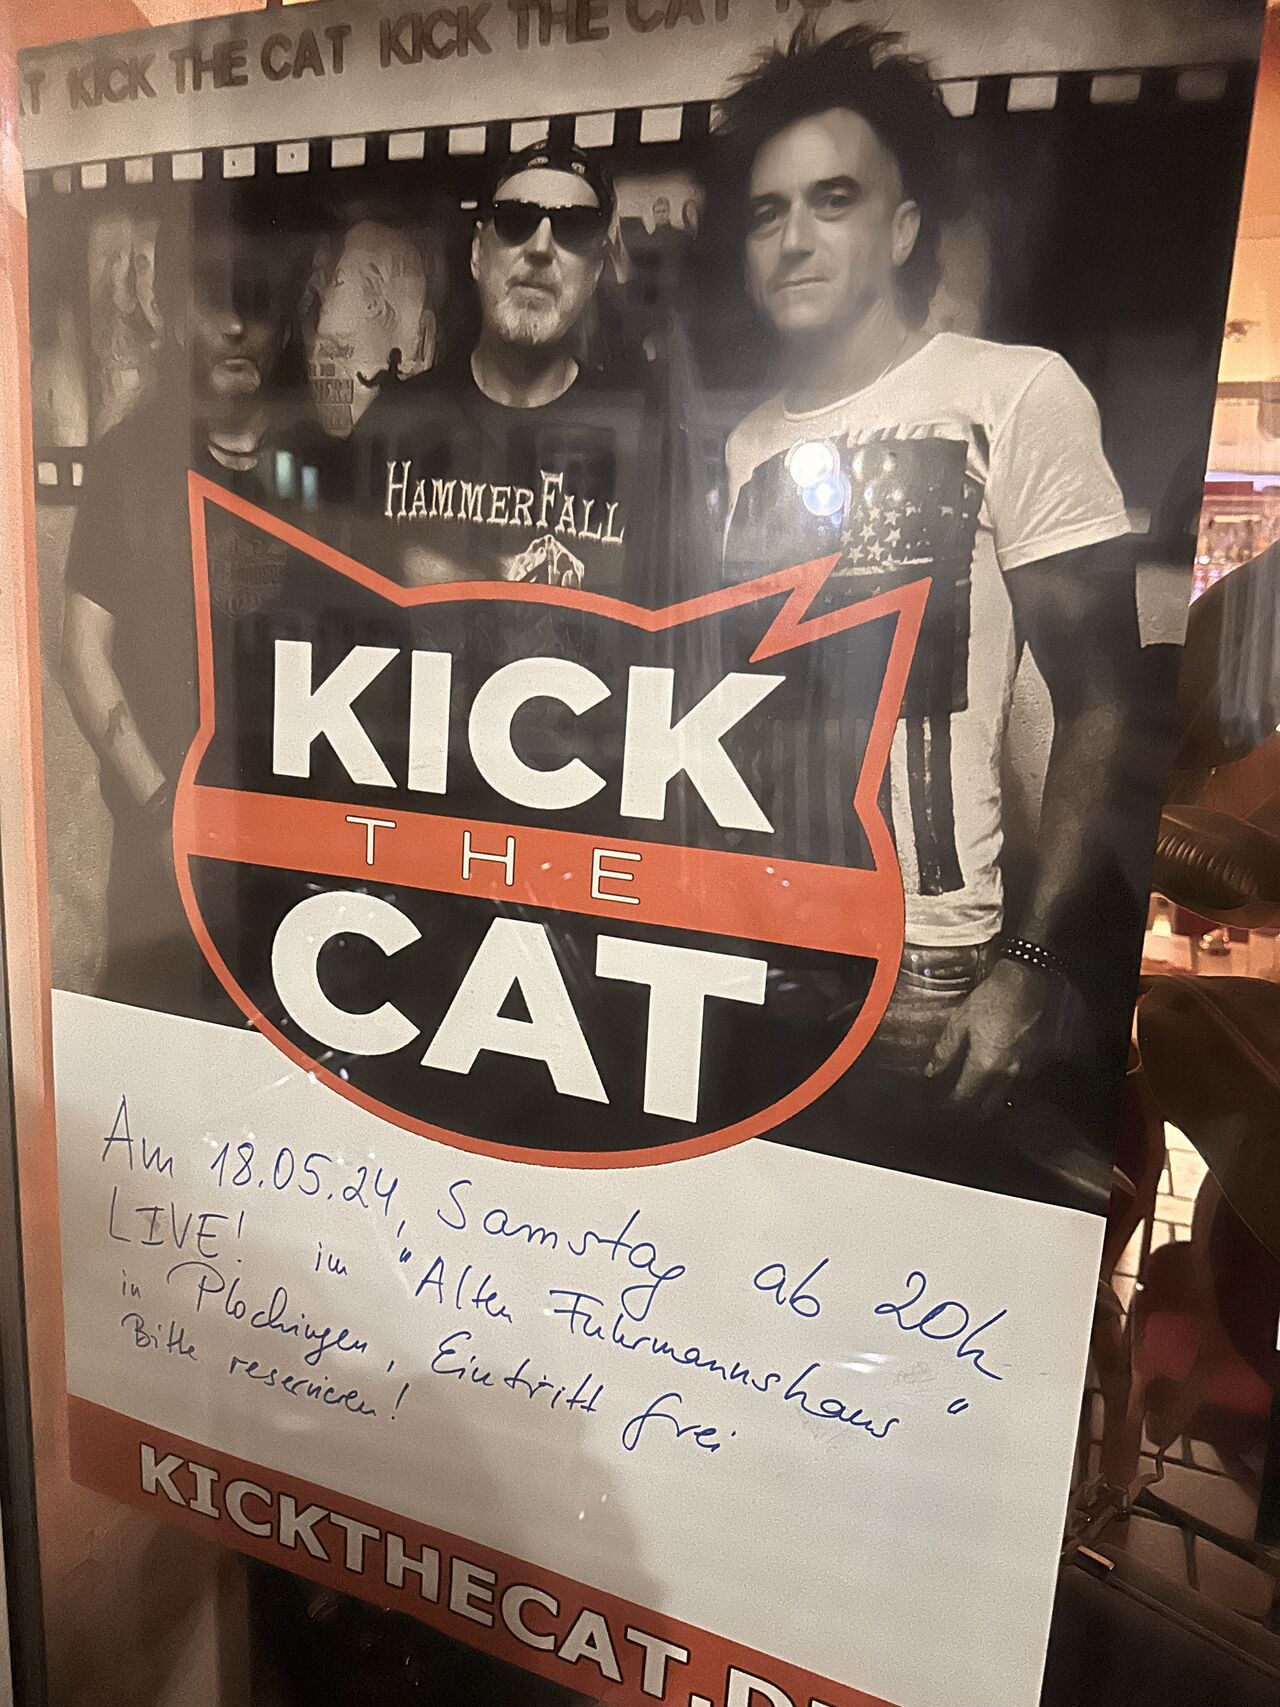 KICK THE CAT KICK THE CAT
HAMMERFALL
KICK
THE
CAT
Am 18.05.24, Samstag ab 20h
LIVE! im "Alten Fuhrmannshaus"
in Plochingen, Eintritt frei
Bitte reservieren!
KICKTHECAT.D